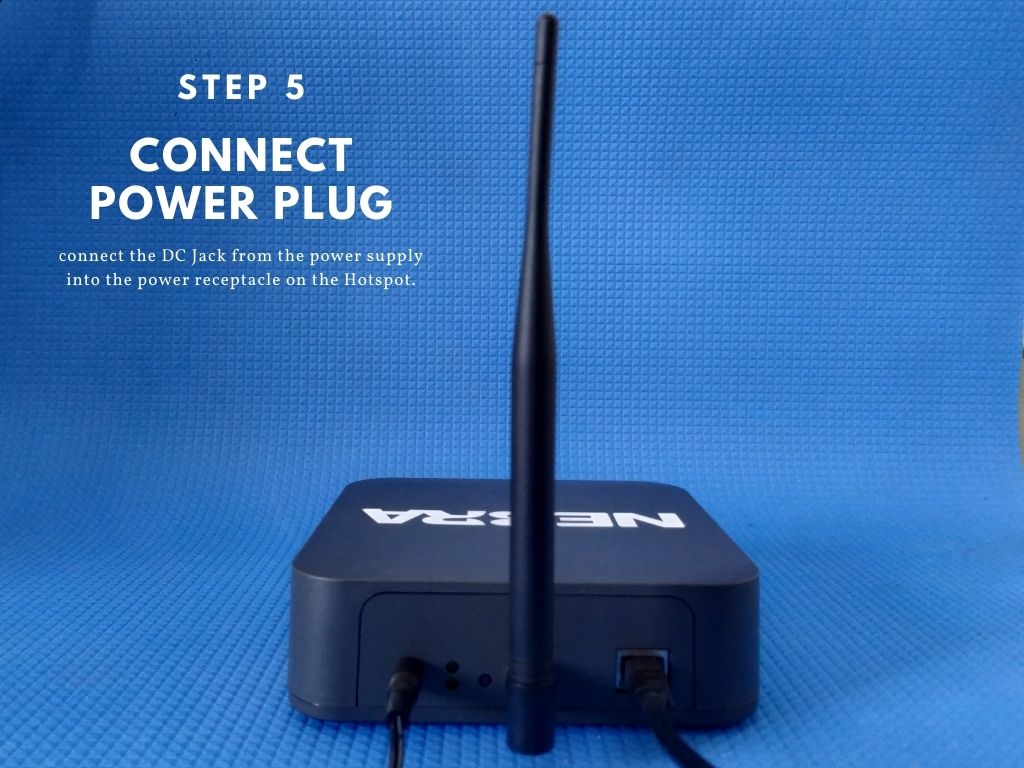 STEP 5
CONNECT
POWER PLUG
connect the DC Jack from the power supply
into the power receptacle on the Hotspot.
NEBRA